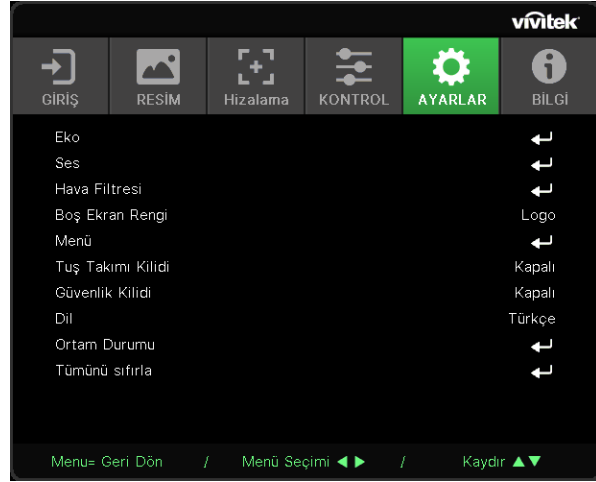 vivitek
GİRİŞ RESİM Hizalama KONTROL AYARLAR BİLGİ
Eko
Ses
Hava Filtresi
Boş Ekran Rengi Logo
Menü
Tuş Takımı Kilidi Kapalı
Güvenlik Kilidi Kapalı
Dil Türkçe
Ortam Durumu
Tümünü sıfırla
Menu= Geri Dön / Menü Seçimi ◀ ▶ / Kaydır ▲▼